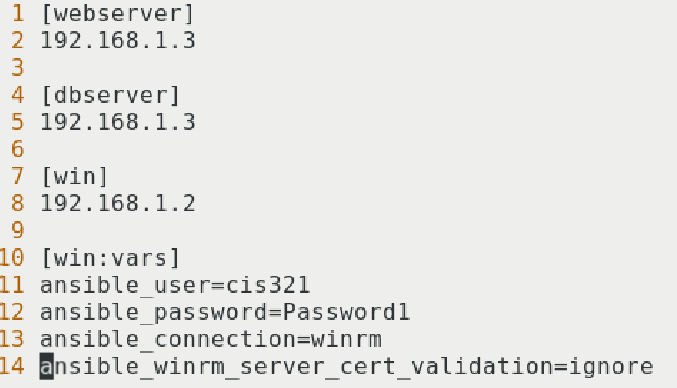 1 [webserver]
2 192.168.1.3
3
4 [dbserver]
5 192.168.1.3
6
7 [win]
8 192.168.1.2
9
10 [win:vars]
11 ansible_user=cis321
12 ansible_password=Password1
13 ansible_connection=winrm
14 ansible_winrm_server_cert_validation=ignore